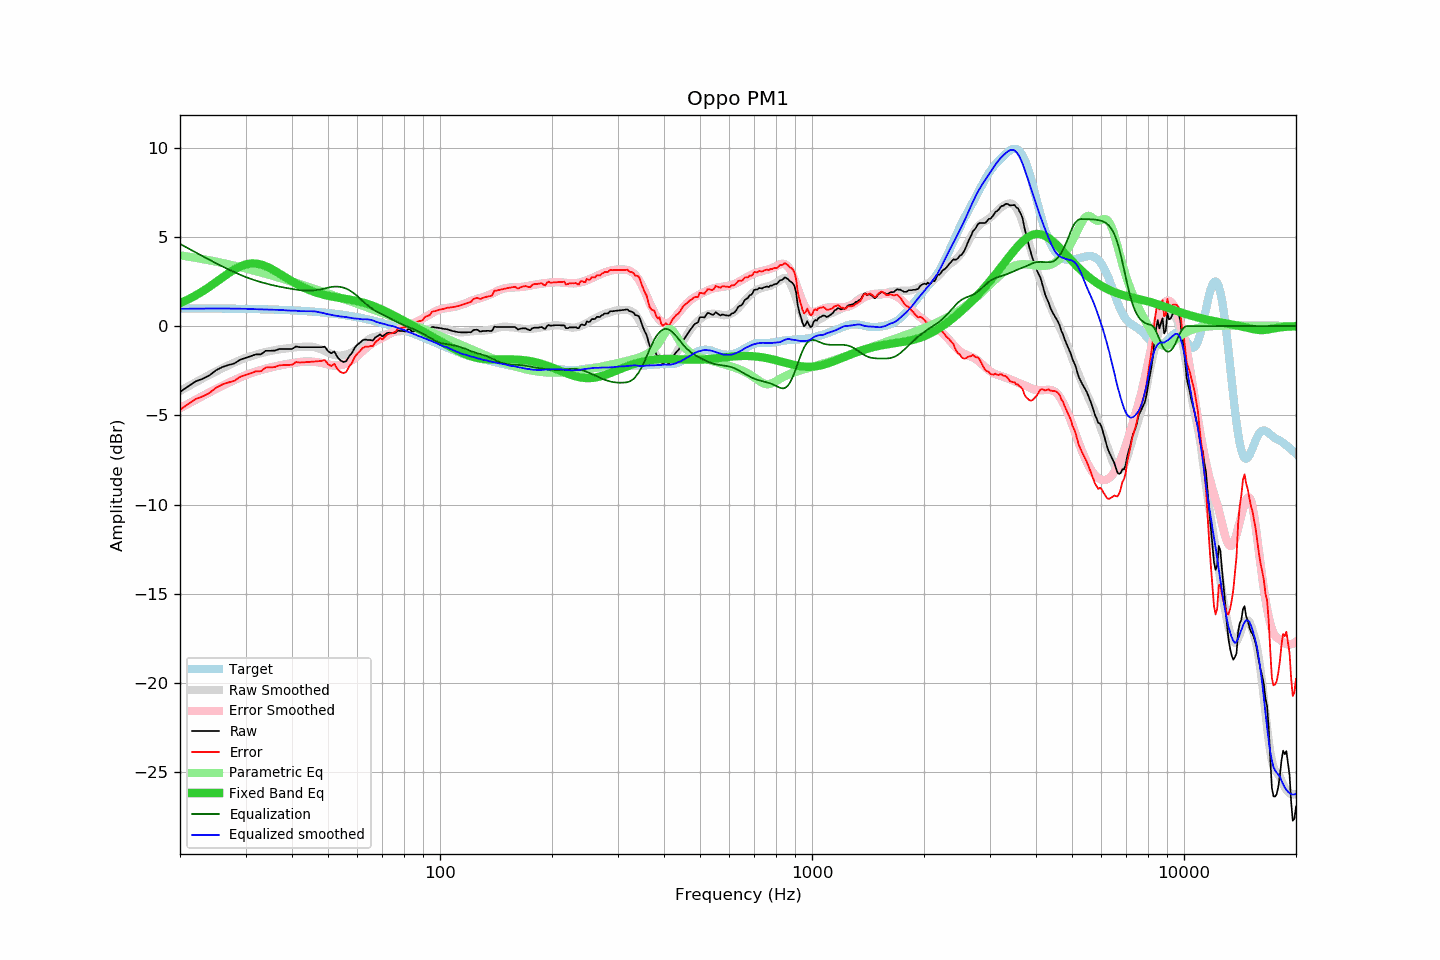 Oppo PM1
10
5
0
−5
−10
−15
−20
−25
Amplitude (dBr)
Target
Raw Smoothed
Error Smoothed
Raw
Error
Parametric Eq
Fixed Band Eq
Equalization
Equalized smoothed
100
1000
10000
Frequency (Hz)